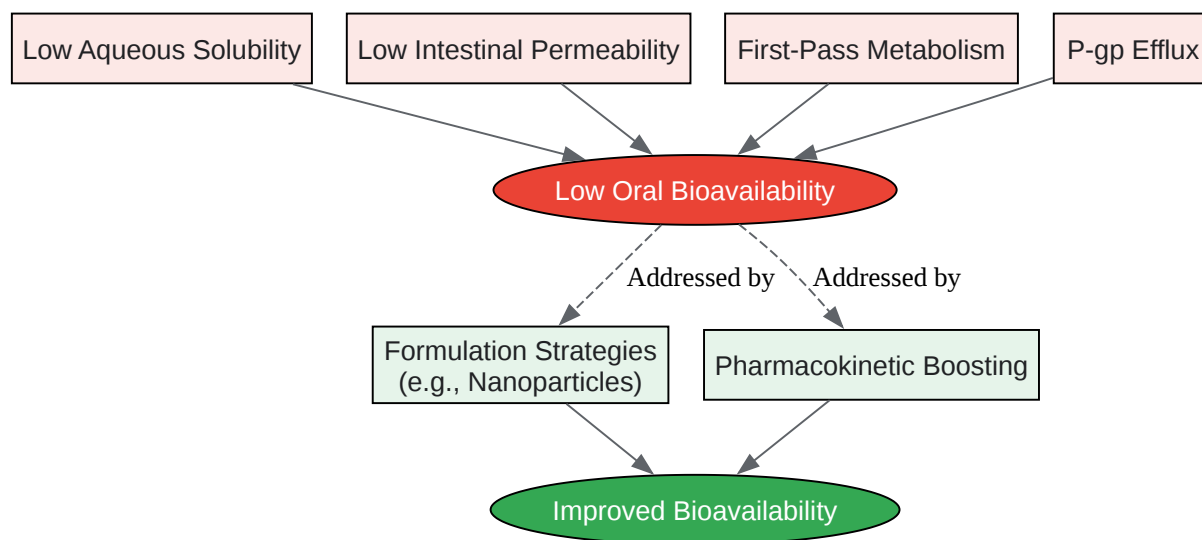 Low Aqueous Solubility
Low Intestinal Permeability
First-Pass Metabolism
P-gp Efflux
Low Oral Bioavailability
Addressed by
Addressed by
Formulation Strategies
(e.g., Nanoparticles)
Pharmacokinetic Boosting
Improved Bioavailability